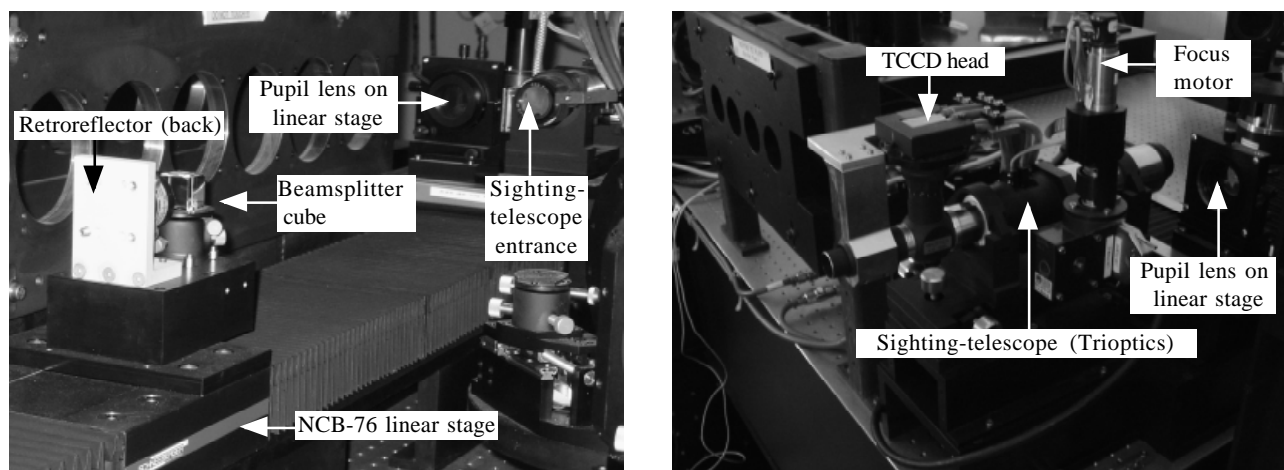 Pupil lens on
linear stage
Retroreflector (back)
Beamsplitter
cube
Sighting-
telescope
entrance
NCB-76 linear stage
TCCD head
Focus
motor
Pupil lens on
linear stage
Sighting-telescope (Trioptics)